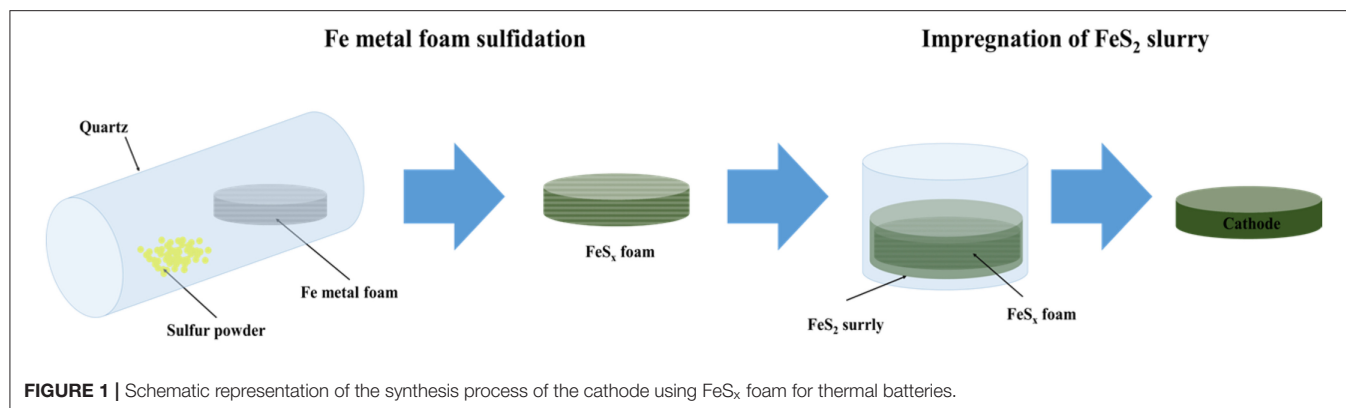 Fe metal foam sulfidation
Impregnation of FeS₂ slurry
Quartz
Fe metal foam
Sulfur powder
FeSₓ foam
FeS₂ surrly
FeSₓ foam
Cathode
FIGURE 1 | Schematic representation of the synthesis process of the cathode using FeSₓ foam for thermal batteries.